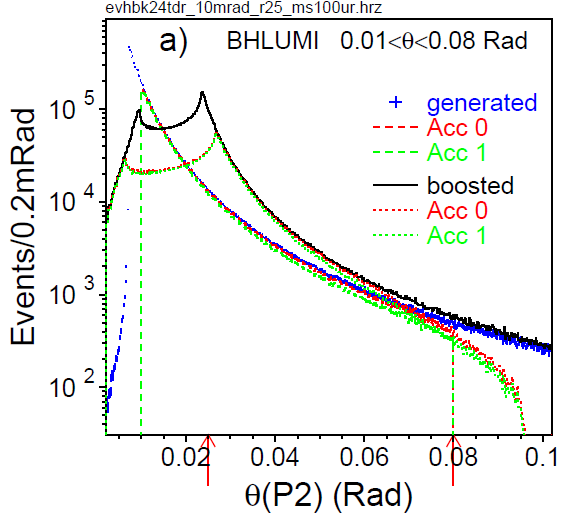 evhbk24tdr_10mrad_r25_ms100ur.hrz
a) BHLUMI 0.01<θ<0.08 Rad
generated
Acc 0
Acc 1
boosted
Acc 0
Acc 1
Events/0.2mRad
10^5
10^4
10^3
10^2
0.02 0.04 0.06 0.08 0.1
θ(P2) (Rad)